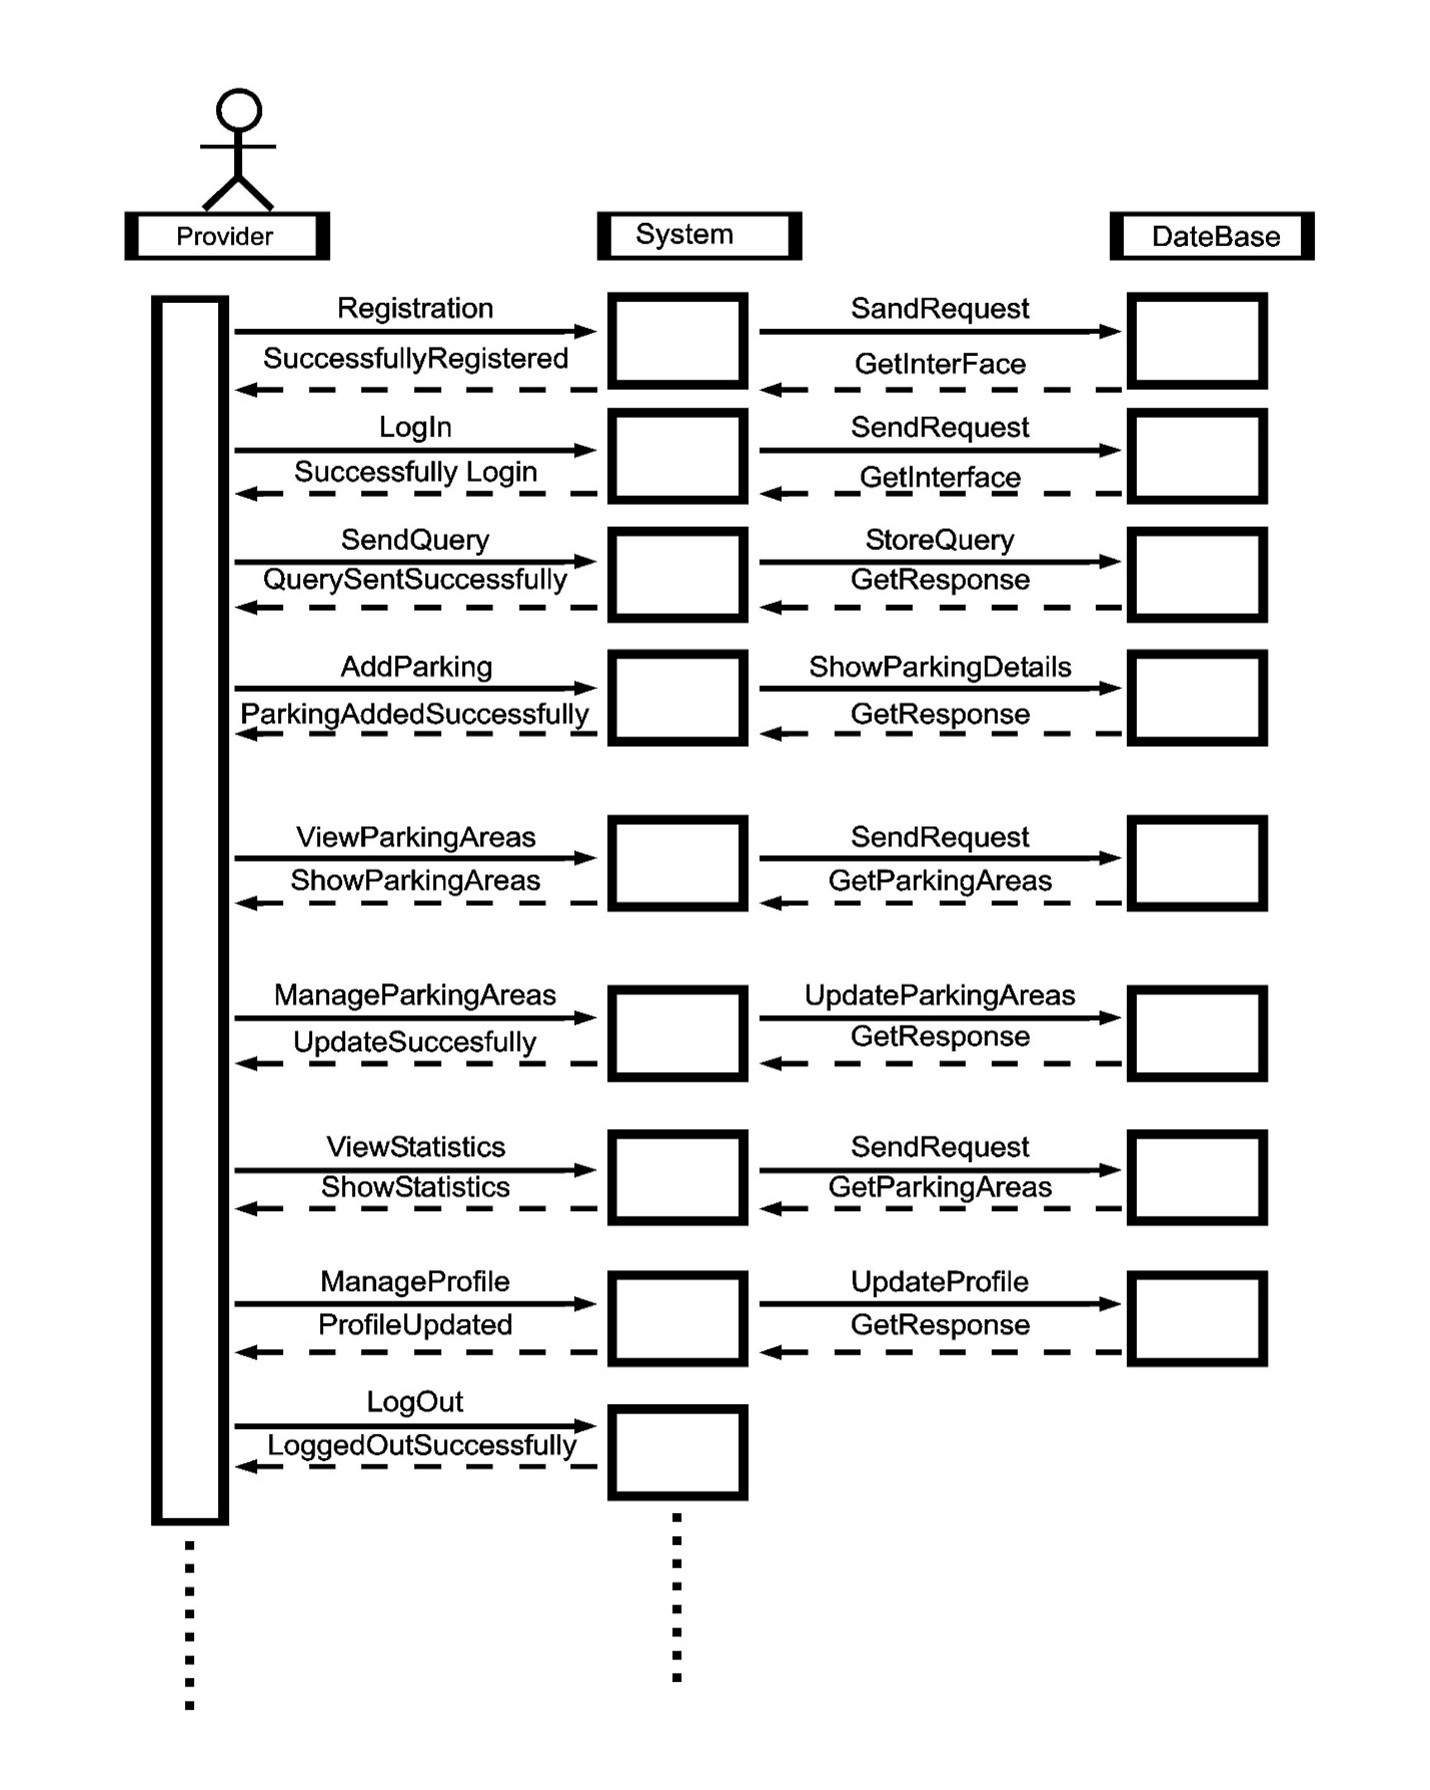 Provider
System
DateBase
Registration
SandRequest
SuccessfullyRegistered
GetInterFace
LogIn
SendRequest
Successfully Login
GetInterface
SendQuery
StoreQuery
QuerySentSuccessfully
GetResponse
AddParking
ShowParkingDetails
ParkingAddedSuccessfully
GetResponse
ViewParkingAreas
SendRequest
ShowParkingAreas
GetParkingAreas
ManageParkingAreas
UpdateParkingAreas
UpdateSuccesfully
GetResponse
ViewStatistics
SendRequest
ShowStatistics
GetParkingAreas
ManageProfile
UpdateProfile
ProfileUpdated
GetResponse
LogOut
LoggedOutSuccessfully